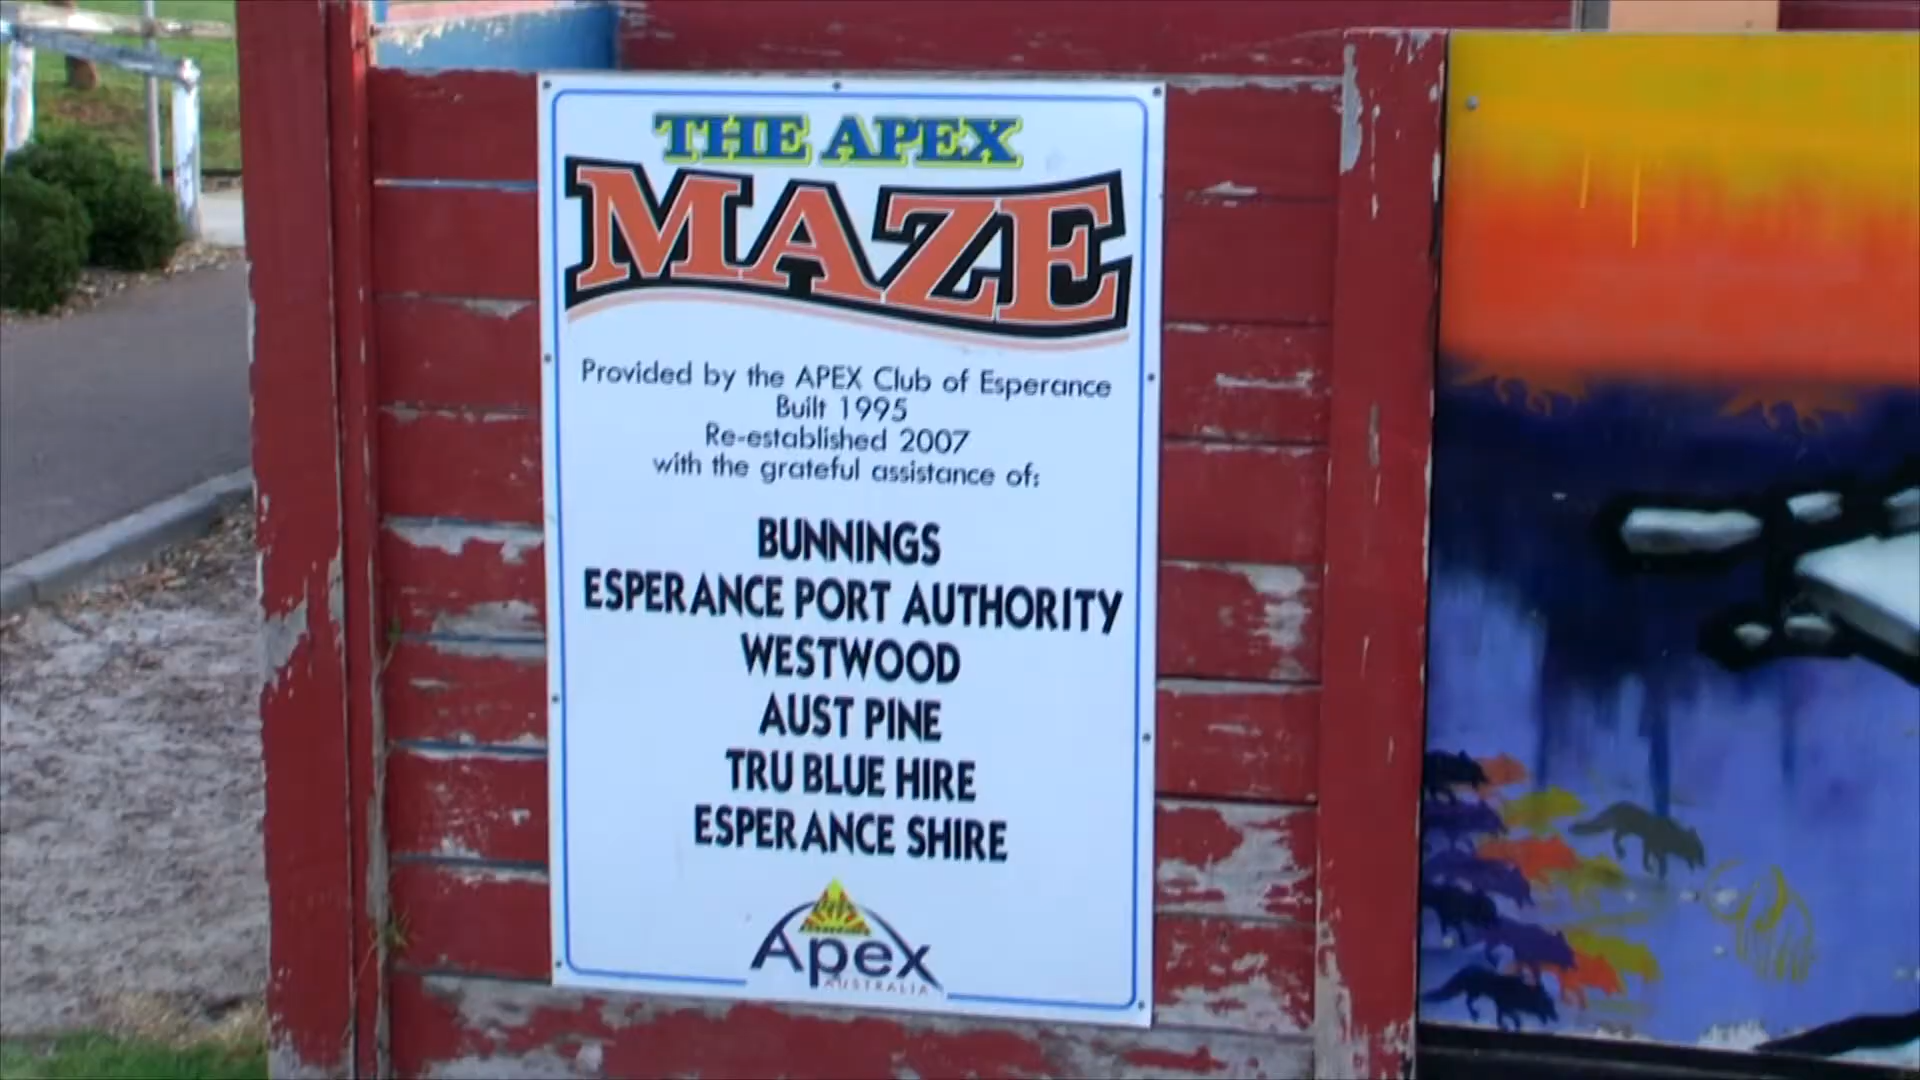 THE APEX
MAZE
Provided by the APEX Club of Esperance
Built 1995
Re-established 2007
with the grateful assistance of:
BUNNINGS
ESPERANCE PORT AUTHORITY
WESTWOOD
AUST PINE
TRU BLUE HIRE
ESPERANCE SHIRE
Apex
AUSTRALIA